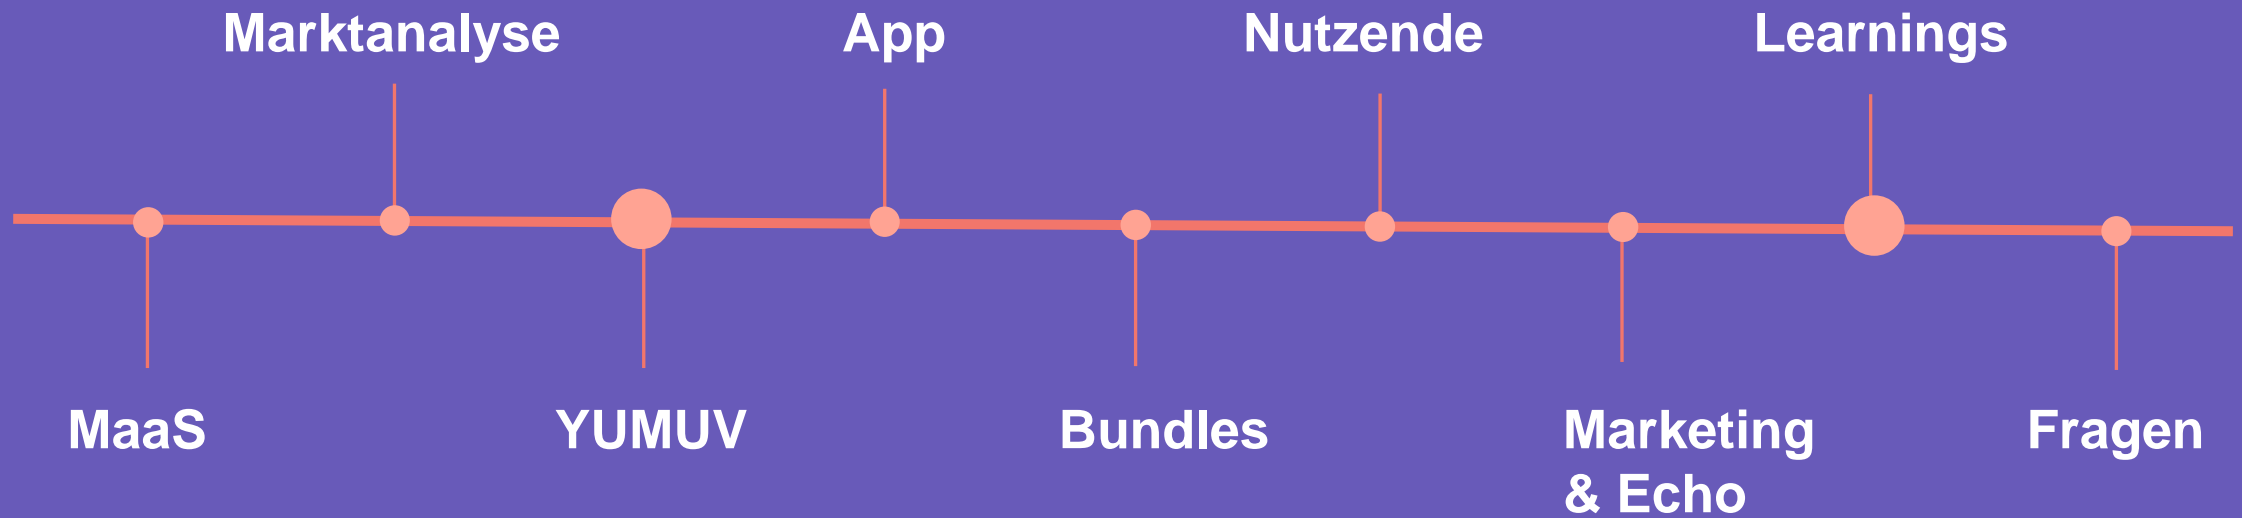 Marktanalyse
App
Nutzende
Learnings
MaaS
YUMUV
Bundles
Marketing
& Echo
Fragen